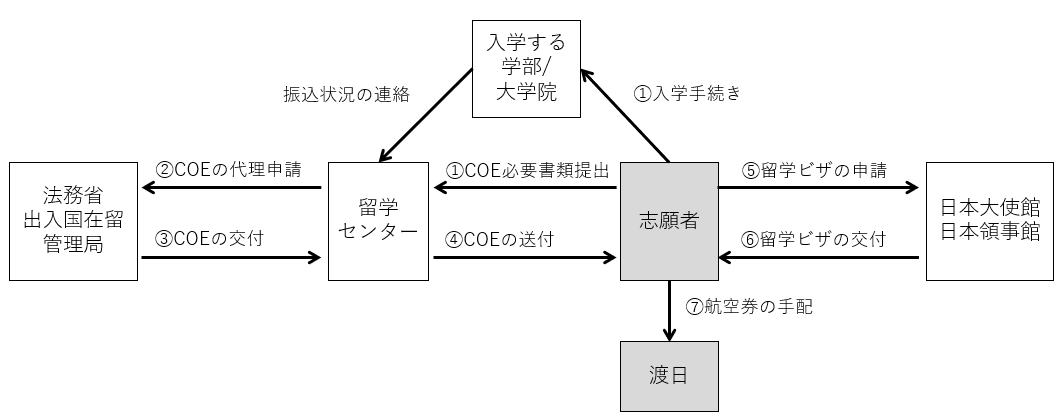 入学する
学部/
大学院
振込状況の連絡
①入学手続き
②COEの代理申請
①COE必要書類提出
⑤留学ビザの申請
法務省
出入国在留
管理局
留学
センター
志願者
日本大使館
日本領事館
③COEの交付
④COEの送付
⑥留学ビザの交付
⑦航空券の手配
渡日